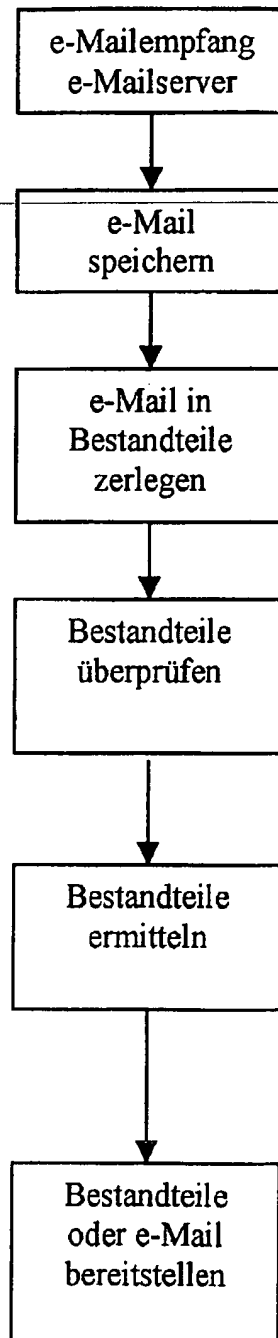 e-Mailempfang
e-Mailserver
e-Mail
speichern
e-Mail in
Bestandteile
zerlegen
Bestandteile
überprüfen
Bestandteile
ermitteln
Bestandteile
oder e-Mail
bereitstellen